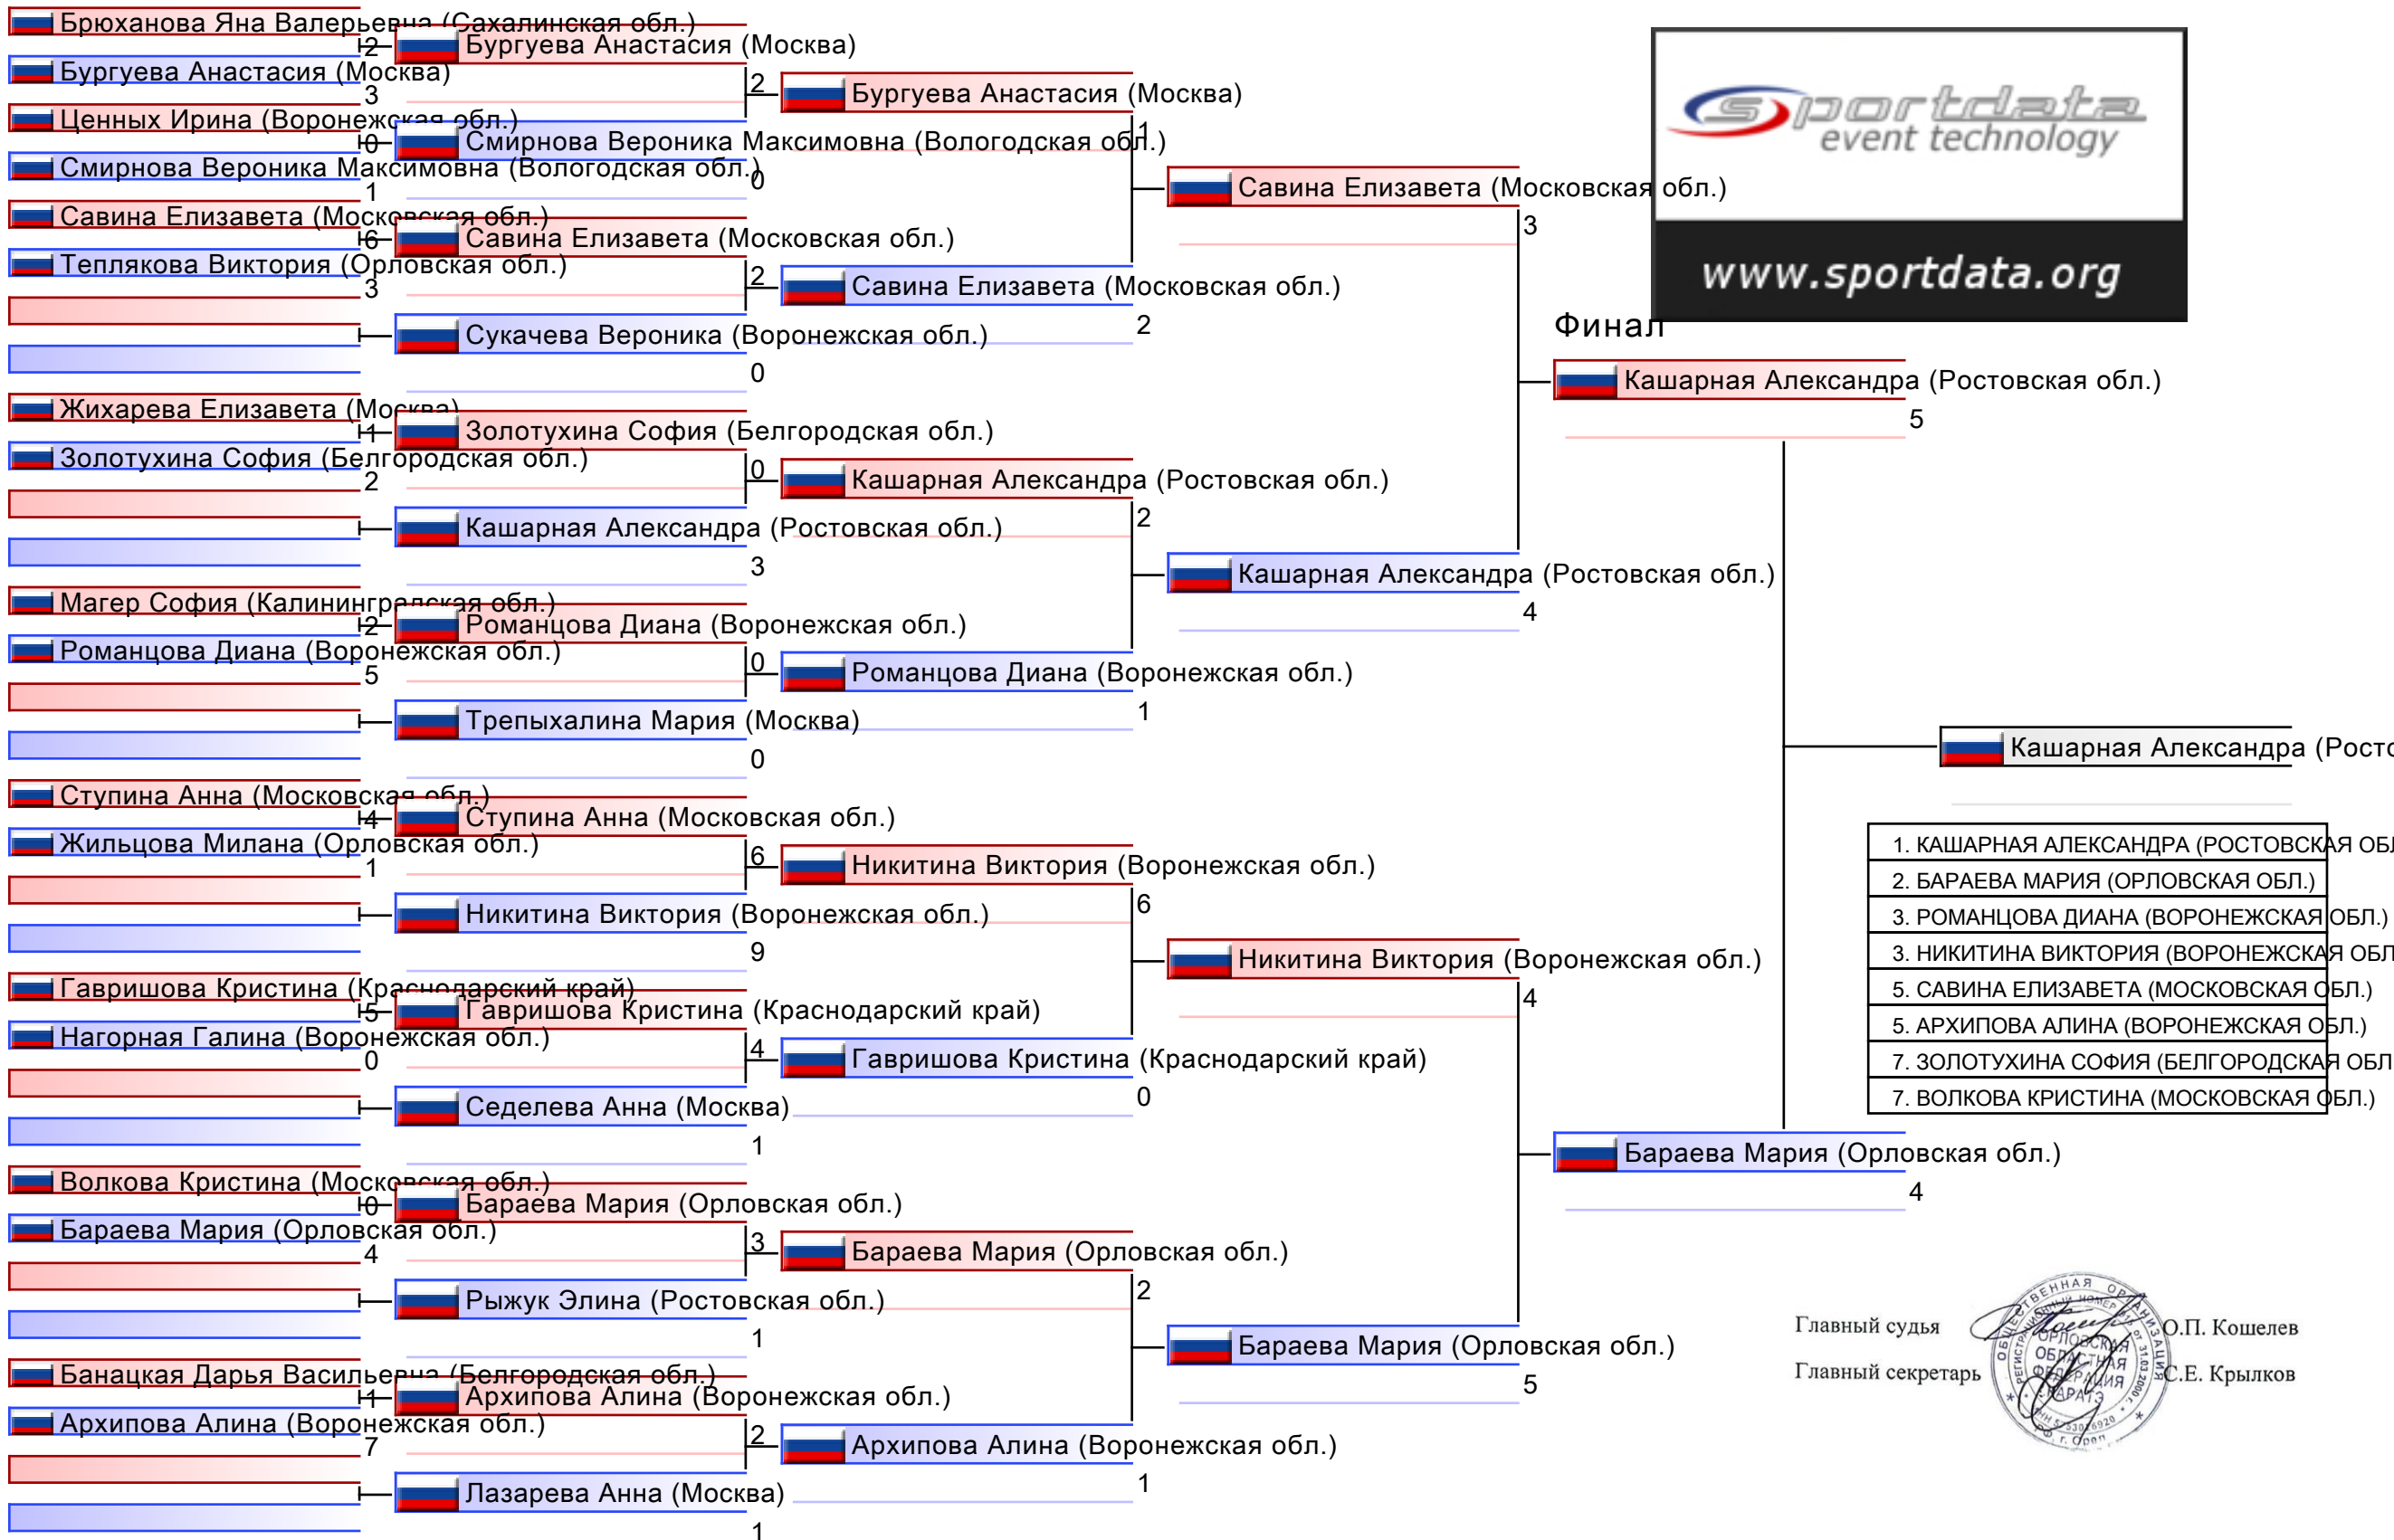 Брюханова Яна Валерьевна (Сахалинская обл.)
2
Бургуева Анастасия (Москва)
3
Ценных Ирина (Воронежская обл.)
0
Смирнова Вероника Максимовна (Вологодская обл.)
1
Савина Елизавета (Московская обл.)
6
Теплякова Виктория (Орловская обл.)
3
Жихарева Елизавета (Москва)
1
Золотухина София (Белгородская обл.)
2
Магер София (Калининградская обл.)
2
Романцова Диана (Воронежская обл.)
5
Ступина Анна (Московская обл.)
4
Жильцова Милана (Орловская обл.)
1
Гавришова Кристина (Краснодарский край)
5
Нагорная Галина (Воронежская обл.)
0
Волкова Кристина (Московская обл.)
0
Бараева Мария (Орловская обл.)
4
Банацкая Дарья Васильевна (Белгородская обл.)
1
Архипова Алина (Воронежская обл.)
7
Бургуева Анастасия (Москва)
2
Смирнова Вероника Максимовна (Вологодская обл.)
0
Савина Елизавета (Московская обл.)
2
Сукачева Вероника (Воронежская обл.)
0
Золотухина София (Белгородская обл.)
0
Кашарная Александра (Ростовская обл.)
3
Романцова Диана (Воронежская обл.)
0
Трепыхалина Мария (Москва)
0
Ступина Анна (Московская обл.)
6
Никитина Виктория (Воронежская обл.)
9
Гавришова Кристина (Краснодарский край)
4
Седелева Анна (Москва)
1
Бараева Мария (Орловская обл.)
3
Рыжук Элина (Ростовская обл.)
1
Архипова Алина (Воронежская обл.)
2
Лазарева Анна (Москва)
1
Бургуева Анастасия (Москва)
1
Савина Елизавета (Московская обл.)
2
Кашарная Александра (Ростовская обл.)
2
Романцова Диана (Воронежская обл.)
1
Никитина Виктория (Воронежская обл.)
6
Гавришова Кристина (Краснодарский край)
0
Бараева Мария (Орловская обл.)
2
Архипова Алина (Воронежская обл.)
1
Савина Елизавета (Московская обл.)
3
Кашарная Александра (Ростовская обл.)
4
Никитина Виктория (Воронежская обл.)
4
Бараева Мария (Орловская обл.)
5
sportdata
event technology
www.sportdata.org
Финал
Кашарная Александра (Ростовская обл.)
5
Бараева Мария (Орловская обл.)
4
Кашарная Александра (Росто
1. КАШАРНАЯ АЛЕКСАНДРА (РОСТОВСКАЯ ОБЛ
2. БАРАЕВА МАРИЯ (ОРЛОВСКАЯ ОБЛ.)
3. РОМАНЦОВА ДИАНА (ВОРОНЕЖСКАЯ ОБЛ.)
3. НИКИТИНА ВИКТОРИЯ (ВОРОНЕЖСКАЯ ОБЛ
5. САВИНА ЕЛИЗАВЕТА (МОСКОВСКАЯ ОБЛ.)
5. АРХИПОВА АЛИНА (ВОРОНЕЖСКАЯ ОБЛ.)
7. ЗОЛОТУХИНА СОФИЯ (БЕЛГОРОДСКАЯ ОБЛ
7. ВОЛКОВА КРИСТИНА (МОСКОВСКАЯ ОБЛ.)
Главный судья О.П. Кошелев
Главный секретарь С.Е. Крылков
ОБЩЕСТВЕННАЯ ОРГАНИЗАЦИЯ
ОРЛОВСКАЯ
ОБЛАСТНАЯ
ФЕДЕРАЦИЯ
КАРАТЭ
РФ, г. Орел